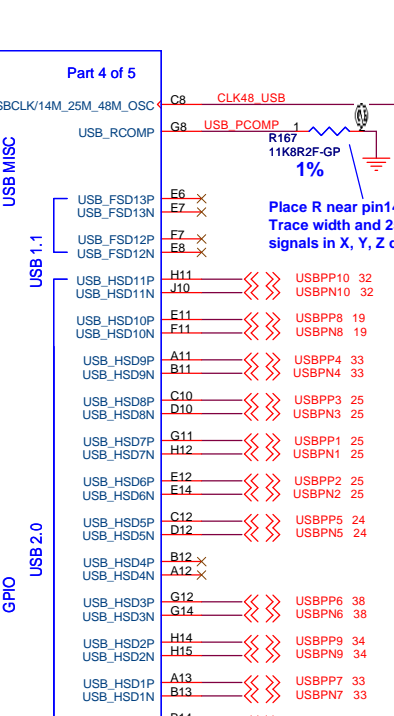 Part 4 of 5
USBCLK/14M_25M_48M_OSC C8 CLK48_USB
USB_RCOMP G8 USB_PCOMP 1 2
R167
11K8R2F-GP
1%
USB MISC
USB_FSD13P E6
USB_FSD13N E7
Place R near pin14
Trace width and 2
signals in X, Y, Z d
USB 1.1
USB_FSD12P F7
USB_FSD12N E8
USB_HSD11P H11 USBPP10 32
USB_HSD11N J10 USBPN10 32
USB_HSD10P E11 USBPP8 19
USB_HSD10N F11 USBPN8 19
USB_HSD9P A11 USBPP4 33
USB_HSD9N B11 USBPN4 33
USB_HSD8P C10 USBPP3 25
USB_HSD8N D10 USBPN3 25
USB_HSD7P G11 USBPP1 25
USB_HSD7N H12 USBPN1 25
USB_HSD6P E12 USBPP2 25
USB_HSD6N E14 USBPN2 25
USB 2.0
USB_HSD5P C12 USBPP5 24
USB_HSD5N D12 USBPN5 24
USB_HSD4P B12
USB_HSD4N A12
GPIO
USB_HSD3P G12 USBPP6 38
USB_HSD3N G14 USBPN6 38
USB_HSD2P H14 USBPP9 34
USB_HSD2N H15 USBPN9 34
USB_HSD1P A13 USBPP7 33
USB_HSD1N B13 USBPN7 33